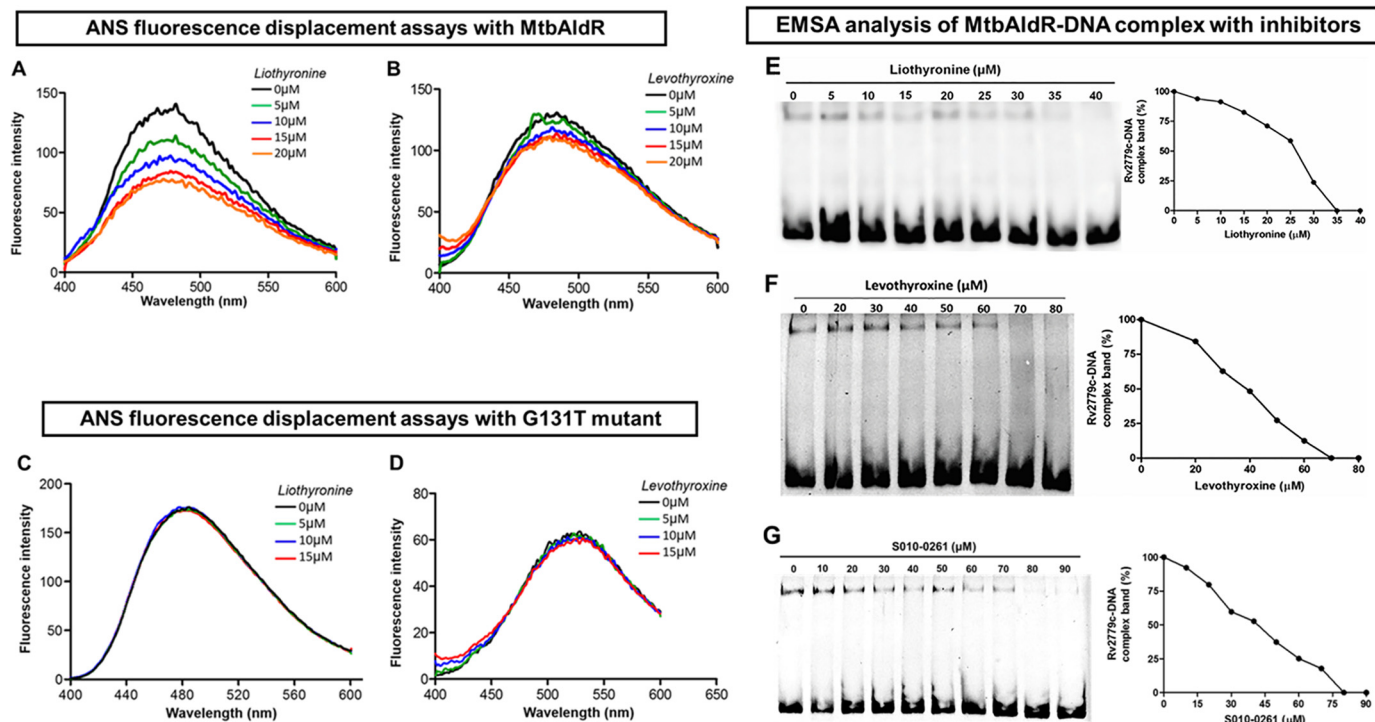 ANS fluorescence displacement assays with MtbAldR
A
Liothyronine
0µM
5µM
10µM
15µM
20µM
150
100
50
0
400 450 500 550 600
Fluorescence intensity
Wavelength (nm)
B
Levothyroxine
0µM
5µM
10µM
15µM
20µM
150
100
50
0
400 450 500 550 600
Fluorescence intensity
Wavelength (nm)
ANS fluorescence displacement assays with G131T mutant
C
Liothyronine
0µM
5µM
10µM
15µM
200
150
100
50
0
400 440 480 520 560 600
Fluorescence intensity
Wavelength (nm)
D
Levothyroxine
0µM
5µM
10µM
15µM
80
60
40
20
0
400 450 500 550 600 650
Fluorescence intensity
Wavelength (nm)
EMSA analysis of MtbAldR-DNA complex with inhibitors
E
Liothyronine (µM)
0 5 10 15 20 25 30 35 40
Rv2779c-DNA
complex band (%)
100
75
50
25
0
0 5 10 15 20 25 30 35 40
Liothyronine (µM)
F
Levothyroxine (µM)
0 20 30 40 50 60 70 80
Rv2779c-DNA
complex band (%)
100
75
50
25
0
0 20 40 60 80
Levothyroxine (µM)
G
S010-0261 (µM)
0 10 20 30 40 50 60 70 80 90
Rv2779c-DNA
complex band (%)
100
75
50
25
0
0 15 30 45 60 75 90
S010-0261 (µM)